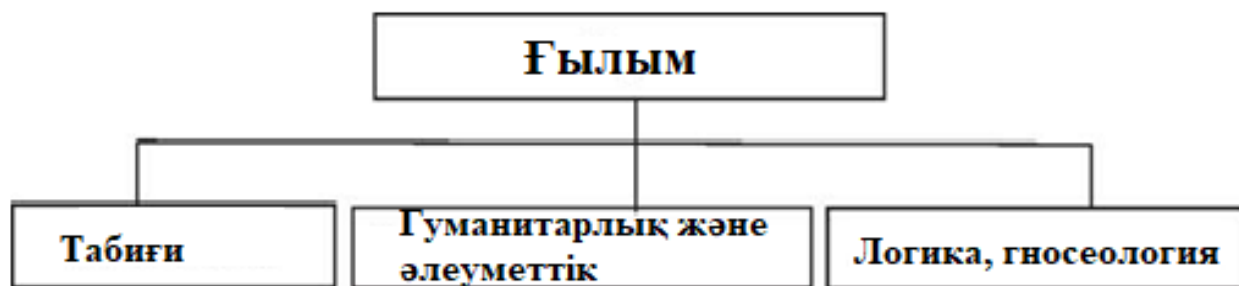 Ғылым
Табиғи
Гуманитарлық және
әлеуметтік
Логика, гносеология